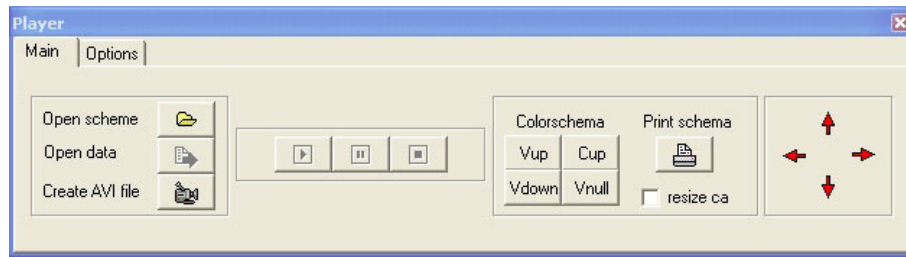 Player
Main Options
Open scheme
Open data
Create AVI file
Colorschema
Vup Cup
Vdown Vnull
Print schema
resize ca